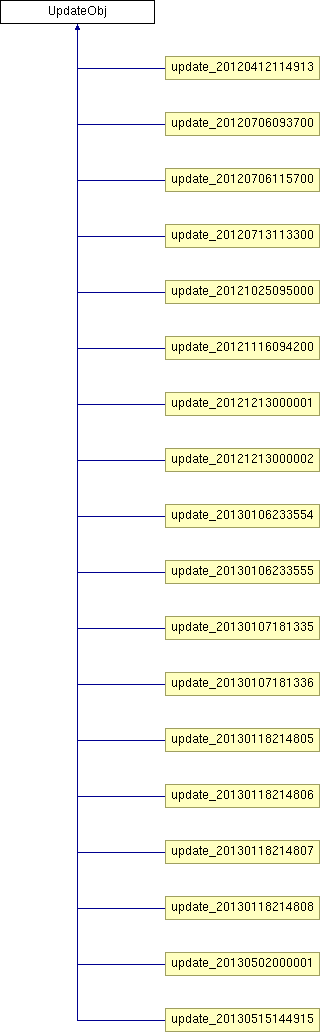 UpdateObj
update_20120412114913
update_20120706093700
update_20120706115700
update_20120713113300
update_20121025095000
update_20121116094200
update_20121213000001
update_20121213000002
update_20130106233554
update_20130106233555
update_20130107181335
update_20130107181336
update_20130118214805
update_20130118214806
update_20130118214807
update_20130118214808
update_20130502000001
update_20130515144915